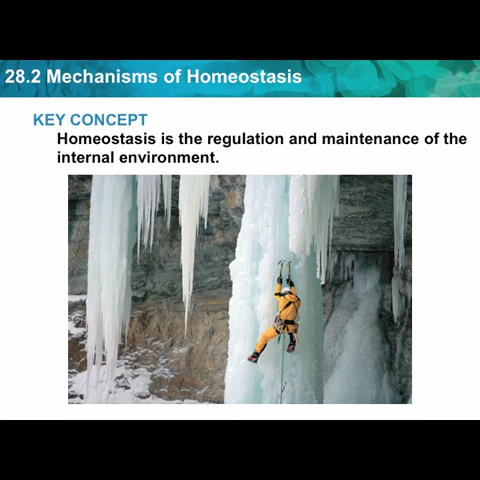 28.2 Mechanisms of Homeostasis
KEY CONCEPT
Homeostasis is the regulation and maintenance of the
internal environment.